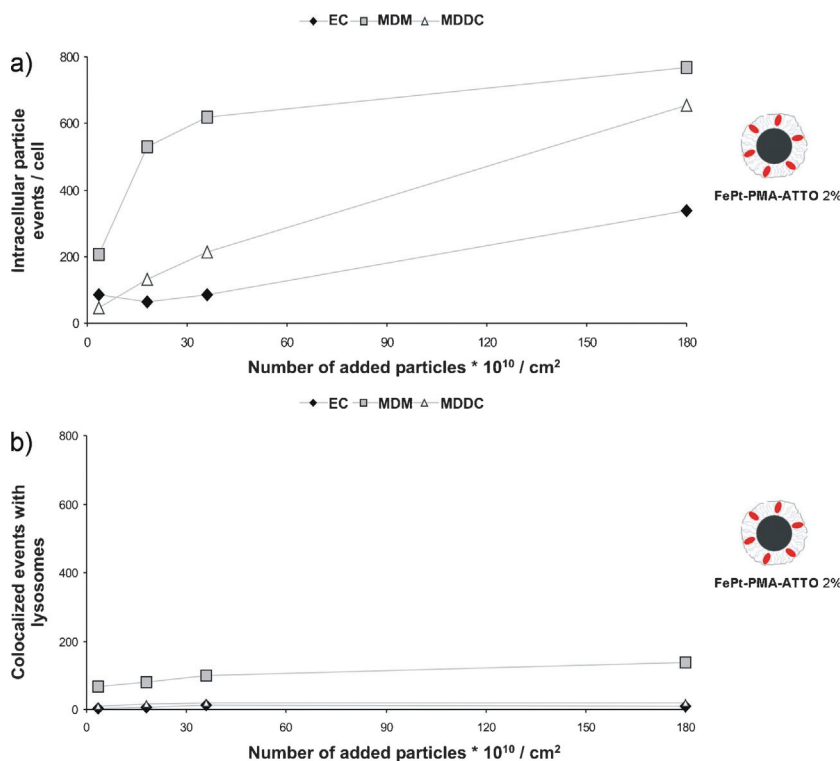 EC MDM MDDC
a)
Intracellular particle
events / cell
800
600
400
200
0
0 30 60 90 120 150 180
Number of added particles * 10¹⁰ / cm²
FePt-PMA-ATTO 2%
EC MDM MDDC
b)
Colocalized events with
lysosomes
800
600
400
200
0
0 30 60 90 120 150 180
Number of added particles * 10¹⁰ / cm²
FePt-PMA-ATTO 2%